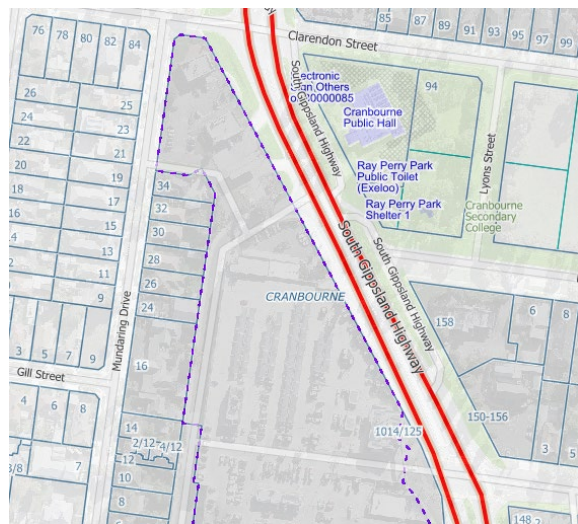 76
78
80
82
84
85
87
89
91
93
95
97
99
Clarendon Street
South Gippsland Highway
ectronic
Others
Cranbourne
Public Hall
94
Ray Perry Park
Public Toilet
(Exeloo)
Ray Perry Park
Shelter 1
Lyons Street
Cranbourne
Secondary
College
26
25
24
23
22
21
20
19
18
17
16
15
14
13
12
11
34
32
30
28
26
24
16
Mundaring Drive
CRANBOURNE
South Gippsland Highway
South Gippsland Highway
158
6
8
3
5
7
9
Gill Street
4
6
8
7
14
2/12
4/12
12
10
8
1014/125
150-156
3
5
148